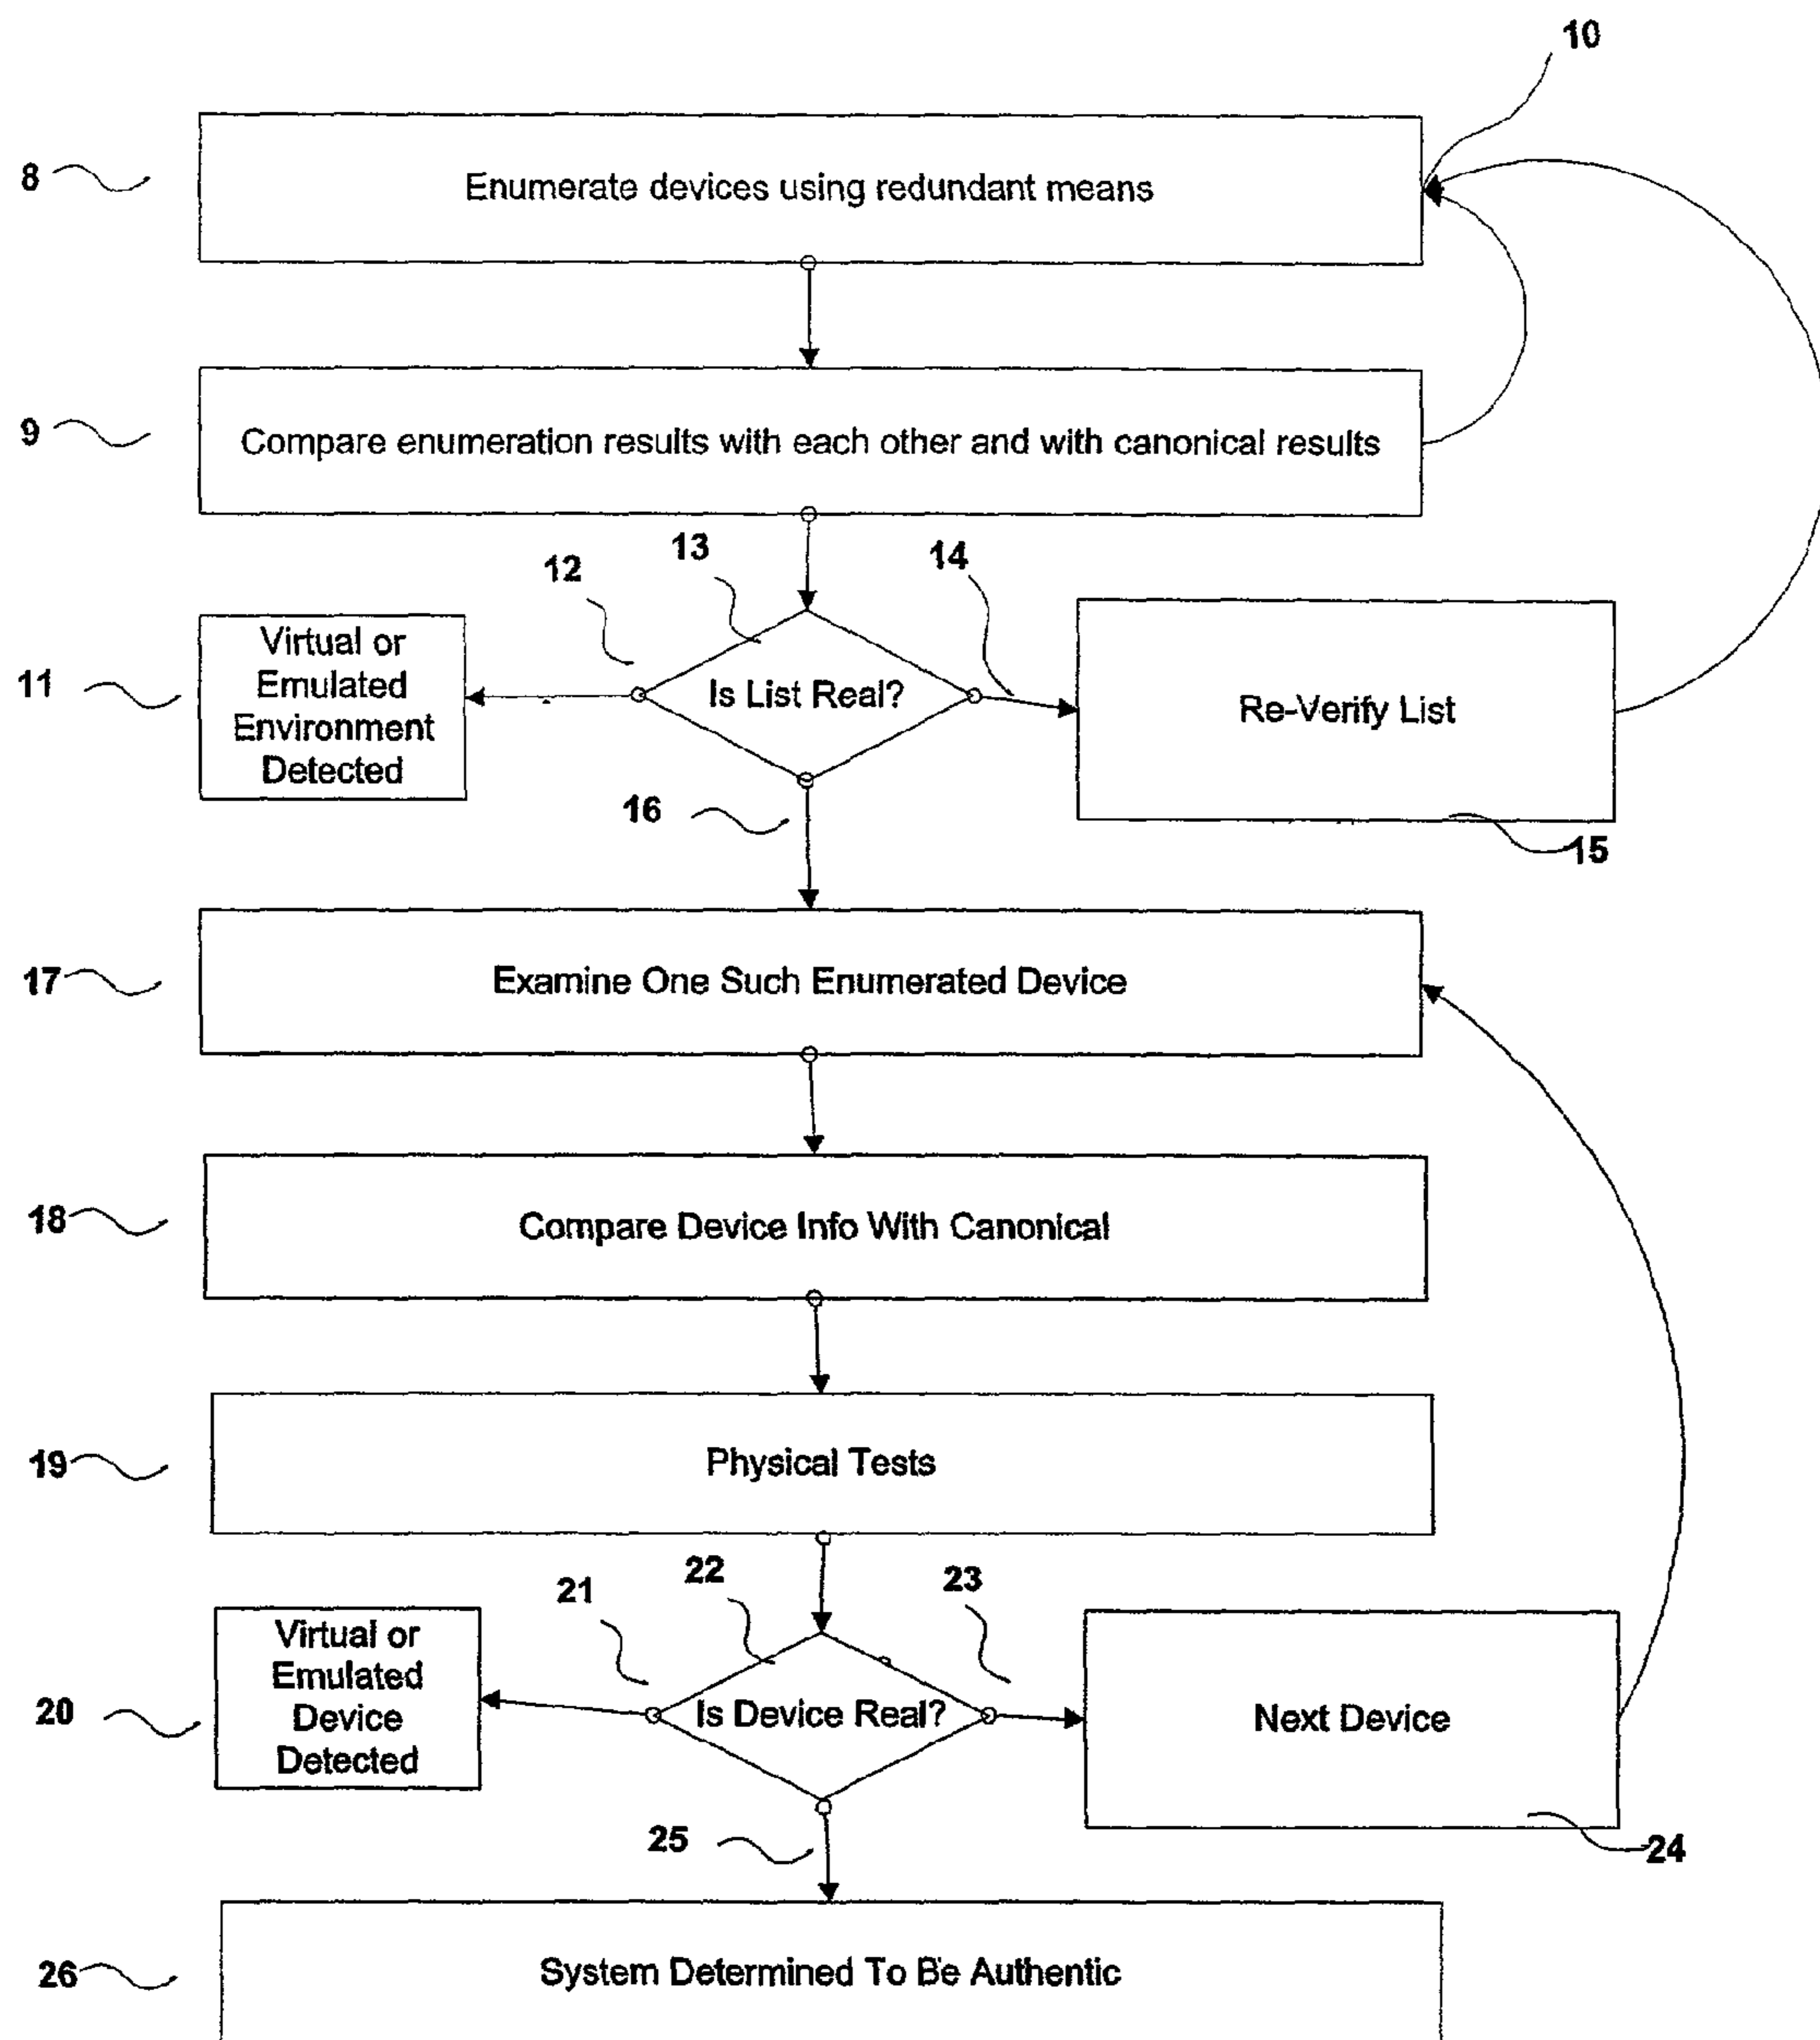 10
8
Enumerate devices using redundant means
9
Compare enumeration results with each other and with canonical results
12
13
14
11
Virtual or
Emulated
Environment
Detected
Is List Real?
Re-Verify List
16
15
17
Examine One Such Enumerated Device
18
Compare Device Info With Canonical
19
Physical Tests
21
22
23
20
Virtual or
Emulated
Device
Detected
Is Device Real?
Next Device
25
24
26
System Determined To Be Authentic